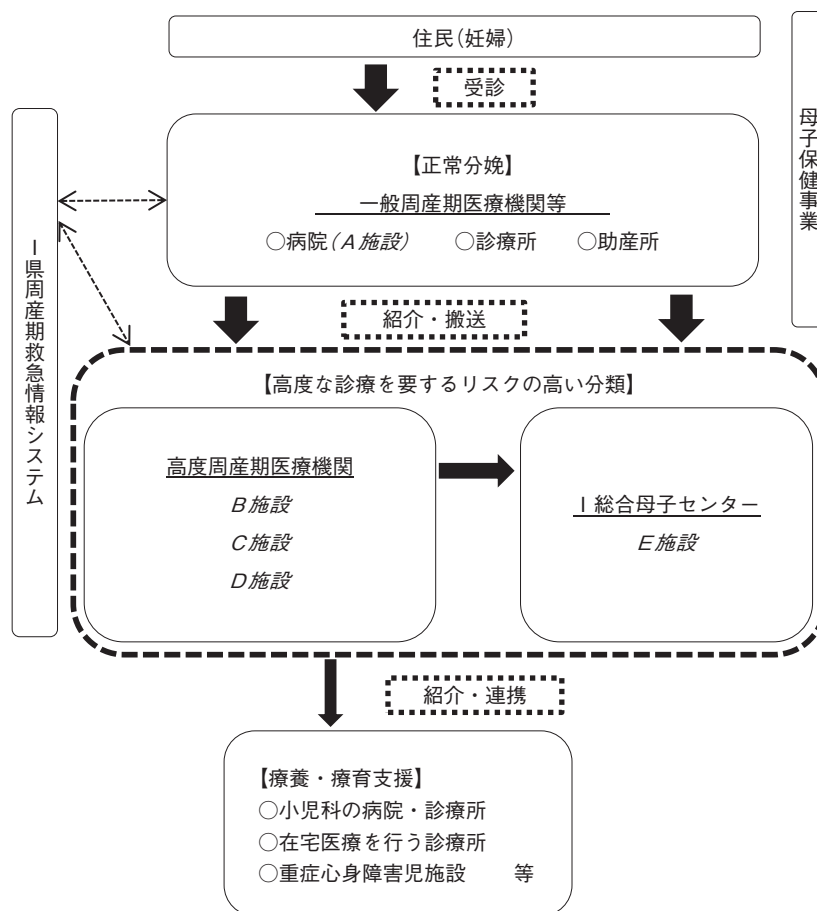 住民(妊婦)
受診
母子保健事業
Ⅰ県周産期救急情報システム
【正常分娩】
一般周産期医療機関等
○病院(A施設) ○診療所 ○助産所
紹介・搬送
【高度な診療を要するリスクの高い分類】
高度周産期医療機関
B施設
C施設
D施設
Ⅰ総合母子センター
E施設
紹介・連携
【療養・療育支援】
○小児科の病院・診療所
○在宅医療を行う診療所
○重症心身障害児施設 等